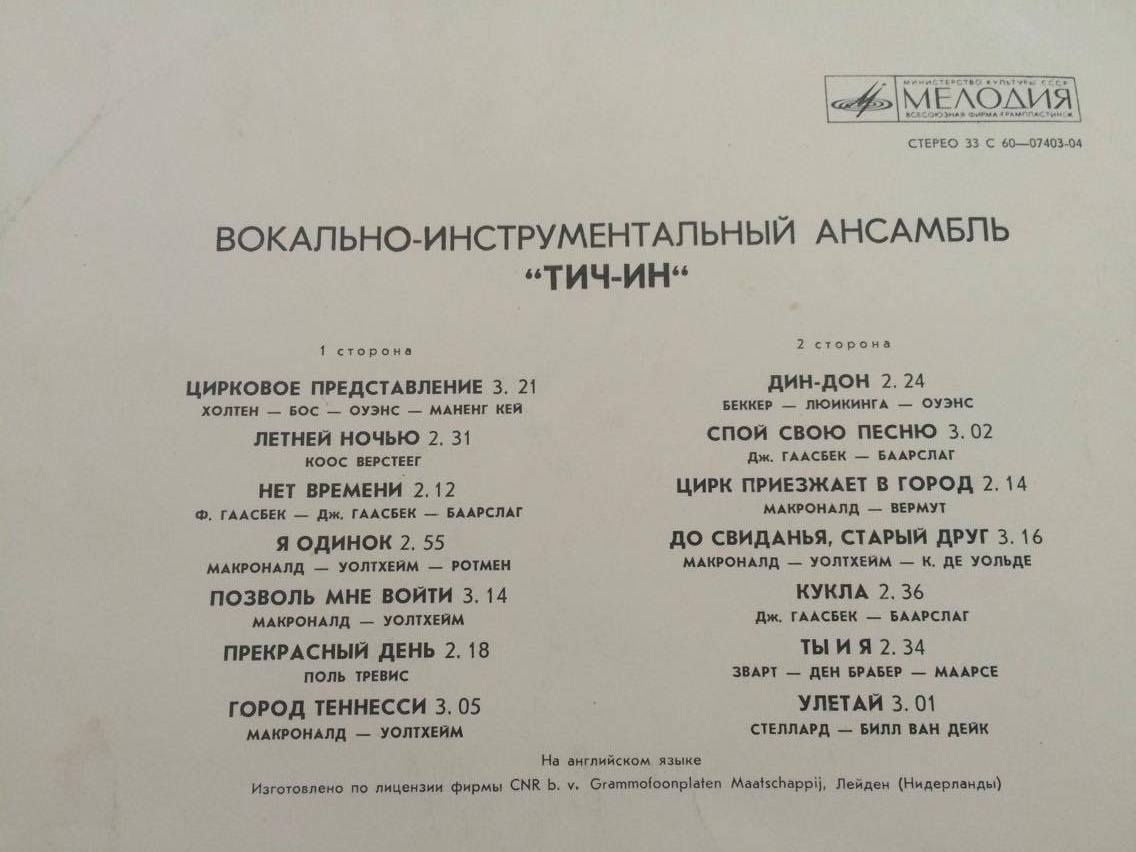 МИНИСТЕРСТВО КУЛЬТУРЫ СССР
МЕЛОДИЯ
ВСЕСОЮЗНАЯ ФИРМА ГРАМПЛАСТИНОК
СТЕРЕО 33 С 60—07403-04
ВОКАЛЬНО-ИНСТРУМЕНТАЛЬНЫЙ АНСАМБЛЬ
“ТИЧ-ИН“
1 сторона
ЦИРКОВОЕ ПРЕДСТАВЛЕНИЕ 3. 21
ХОЛТЕН — БОС — ОУЭНС — МАНЕНГ КЕЙ
ЛЕТНЕЙ НОЧЬЮ 2. 31
КООС ВЕРСТЕЕГ
НЕТ ВРЕМЕНИ 2.12
Ф. ГААСБЕК — Дж. ГААСБЕК — БААРСЛАГ
Я ОДИНОК 2. 55
МАКРОНАЛД — УОЛТХЕЙМ — РОТМЕН
ПОЗВОЛЬ МНЕ ВОЙТИ 3. 14
МАКРОНАЛД — УОЛТХЕЙМ
ПРЕКРАСНЫЙ ДЕНЬ 2. 18
ПОЛЬ ТРЕВИС
ГОРОД ТЕННЕССИ 3. 05
МАКРОНАЛД — УОЛТХЕЙМ
2 сторона
ДИН-ДОН 2. 24
БЕККЕР — ЛЮИКИНГА — ОУЭНС
СПОЙ СВОЮ ПЕСНЮ 3. 02
Дж. ГААСБЕК — БААРСЛАГ
ЦИРК ПРИЕЗЖАЕТ В ГОРОД 2. 14
МАКРОНАЛД — ВЕРМУТ
ДО СВИДАНЬЯ, СТАРЫЙ ДРУГ 3. 16
МАКРОНАЛД — УОЛТХЕЙМ — К. ДЕ УОЛЬДЕ
КУКЛА 2. 36
Дж. ГААСБЕК — БААРСЛАГ
ТЫ И Я 2. 34
ЗВАРТ — ДЕН БРАБЕР — МААРСЕ
УЛЕТАЙ 3. 01
СТЕЛЛАРД — БИЛЛ ВАН ДЕЙК
На английском языке
Изготовлено по лицензии фирмы CNR b. v. Grammofoonplaten Maatschappij, Лейден (Нидерланды)